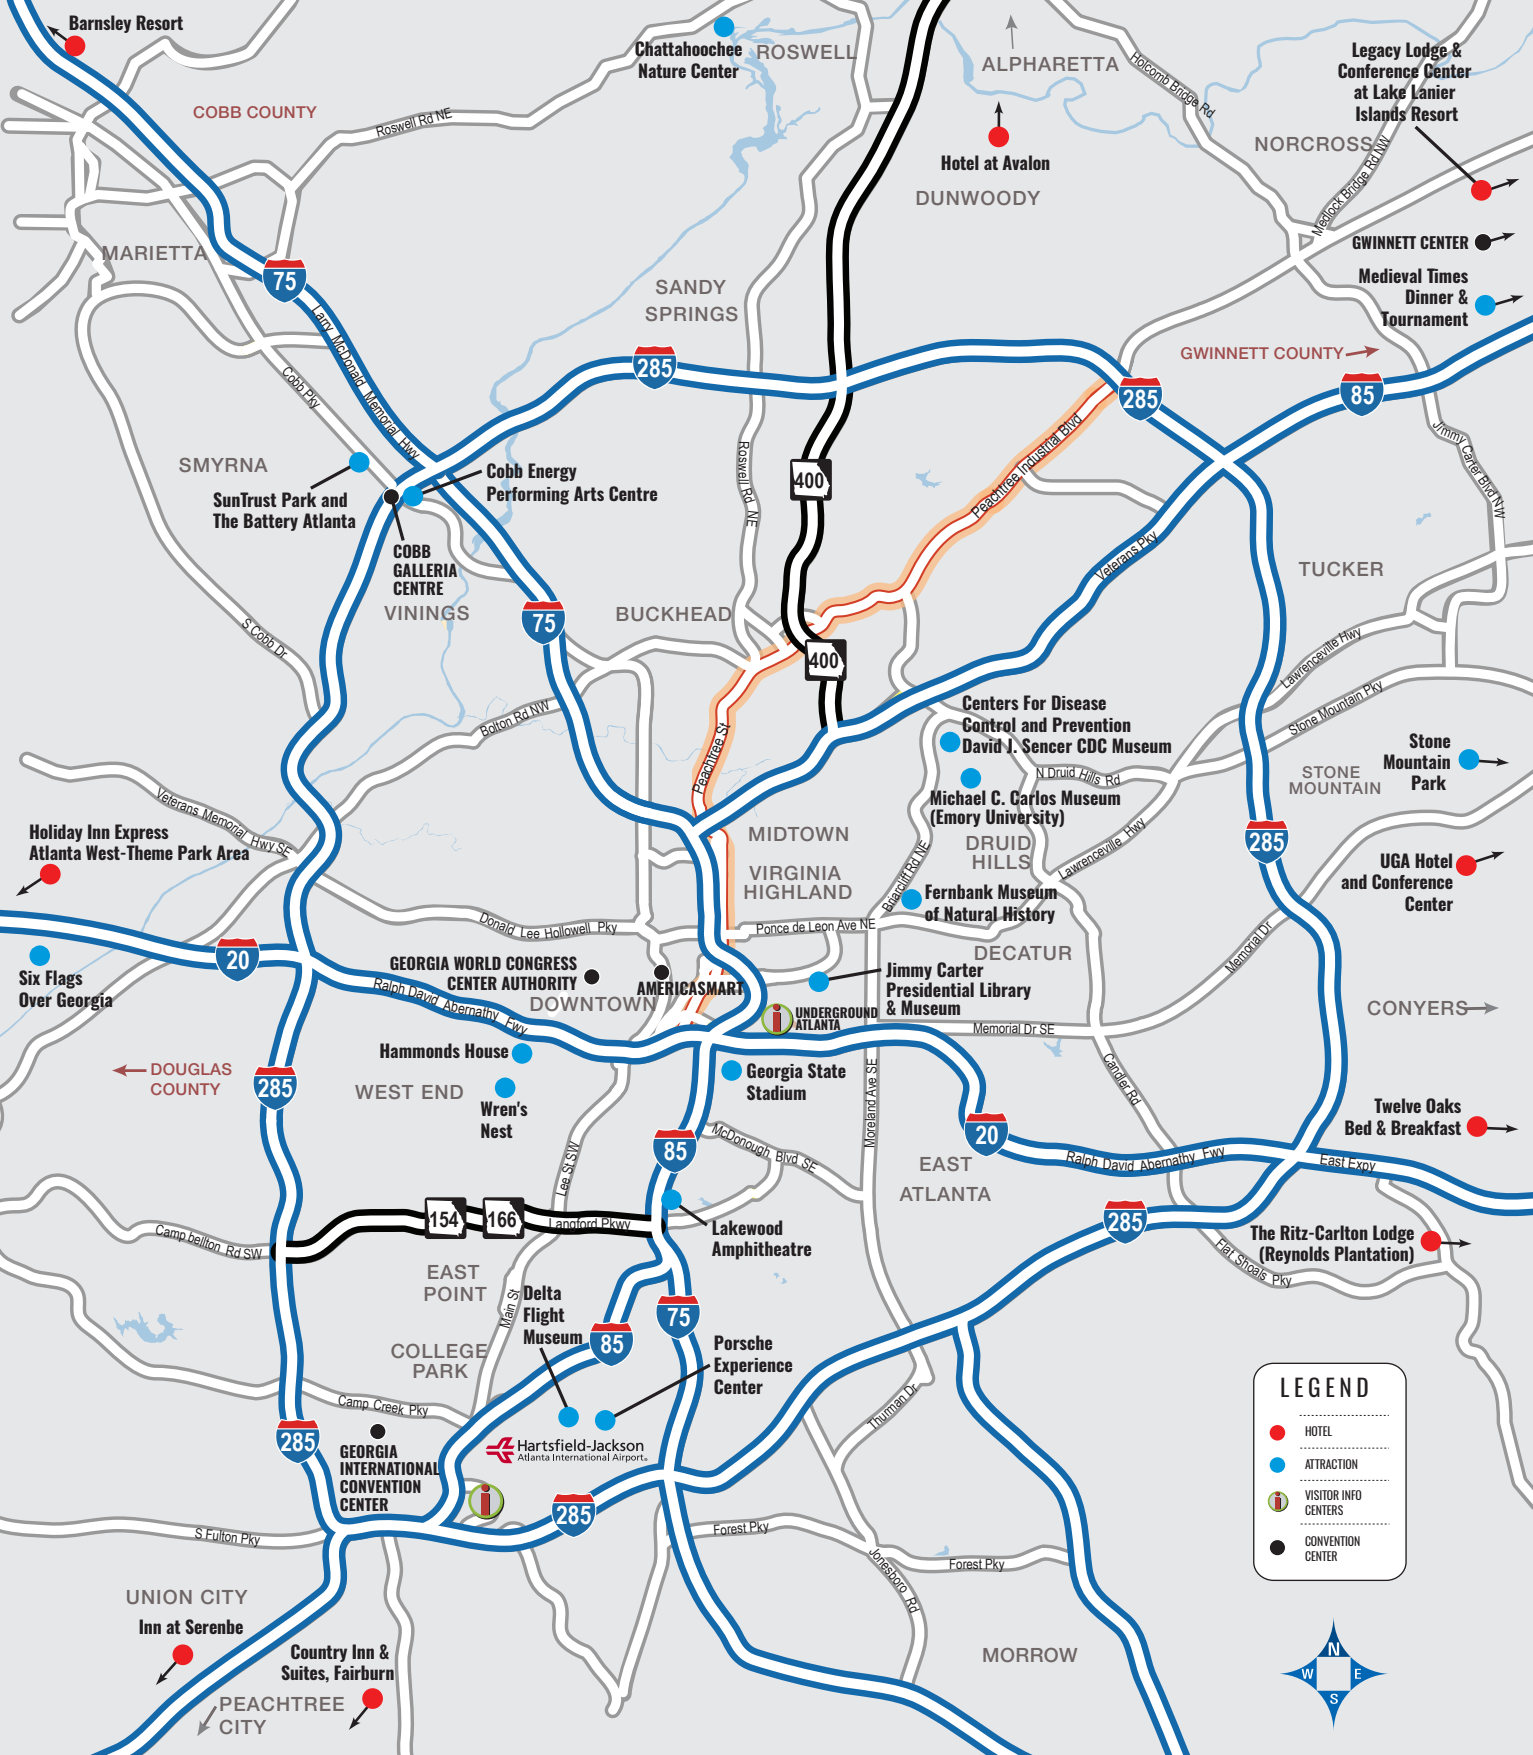 Barnsley Resort
COBB COUNTY
Roswell Rd NE
Chattahoochee
Nature Center
ROSWELL
ALPHARETTA
Holcomb Bridge Rd
Legacy Lodge &
Conference Center
at Lake Lanier
Islands Resort
NORCROSS
Medlock Bridge Rd NW
Hotel at Avalon
DUNWOODY
GWINNETT CENTER
Medieval Times
Dinner &
Tournament
GWINNETT COUNTY
MARIETTA
75
Larry McDonald Memorial Hwy
Cobb Pky
SANDY
SPRINGS
285
285
85
Jimmy Carter Blvd NW
SMYRNA
SunTrust Park and
The Battery Atlanta
Cobb Energy
Performing Arts Centre
COBB
GALLERIA
CENTRE
VININGS
Roswell Rd NE
400
Peachtree Industrial Blvd
Veterans Pky
TUCKER
S Cobb Dr
75
BUCKHEAD
400
Lawrenceville Hwy
Stone Mountain Pky
Bolton Rd NW
Peachtree St
Centers For Disease
Control and Prevention
David J. Sencer CDC Museum
N Druid Hills Rd
Stone
Mountain
Park
STONE
MOUNTAIN
Michael C. Carlos Museum
(Emory University)
Veterans Memorial Hwy SE
Holiday Inn Express
Atlanta West-Theme Park Area
MIDTOWN
VIRGINIA
HIGHLAND
DRUID
HILLS
Lawrenceville Hwy
Briarcliff Rd NE
285
UGA Hotel
and Conference
Center
Fernbank Museum
of Natural History
Donald Lee Hollowell Pky
Ponce de Leon Ave NE
DECATUR
Memorial Dr
20
Six Flags
Over Georgia
GEORGIA WORLD CONGRESS
CENTER AUTHORITY
DOWNTOWN
AMERICASMART
Jimmy Carter
Presidential Library
& Museum
UNDERGROUND
ATLANTA
CONYERS
Ralph David Abernathy Fwy
Memorial Dr SE
Hammonds House
DOUGLAS
COUNTY
285
WEST END
Wren's
Nest
Georgia State
Stadium
Moreland Ave SE
Candler Rd
Twelve Oaks
Bed & Breakfast
20
85
McDonough Blvd SE
Lee St SW
EAST
ATLANTA
Ralph David Abernathy Fwy
East Expy
154
166
Langford Pkwy
Lakewood
Amphitheatre
285
Campbellton Rd SW
The Ritz-Carlton Lodge
(Reynolds Plantation)
Flat Shoals Pky
EAST
POINT
Main St
Delta
Flight
Museum
85
75
COLLEGE
PARK
Porsche
Experience
Center
Camp Creek Pky
Thurman Dr
285
GEORGIA
INTERNATIONAL
CONVENTION
CENTER
Hartsfield-Jackson
Atlanta International Airport
285
S Fulton Pky
Forest Pky
Jonesboro Rd
Forest Pky
LEGEND
HOTEL
ATTRACTION
VISITOR INFO
CENTERS
CONVENTION
CENTER
UNION CITY
Inn at Serenbe
Country Inn &
Suites, Fairburn
PEACHTREE
CITY
MORROW
N
W E
S